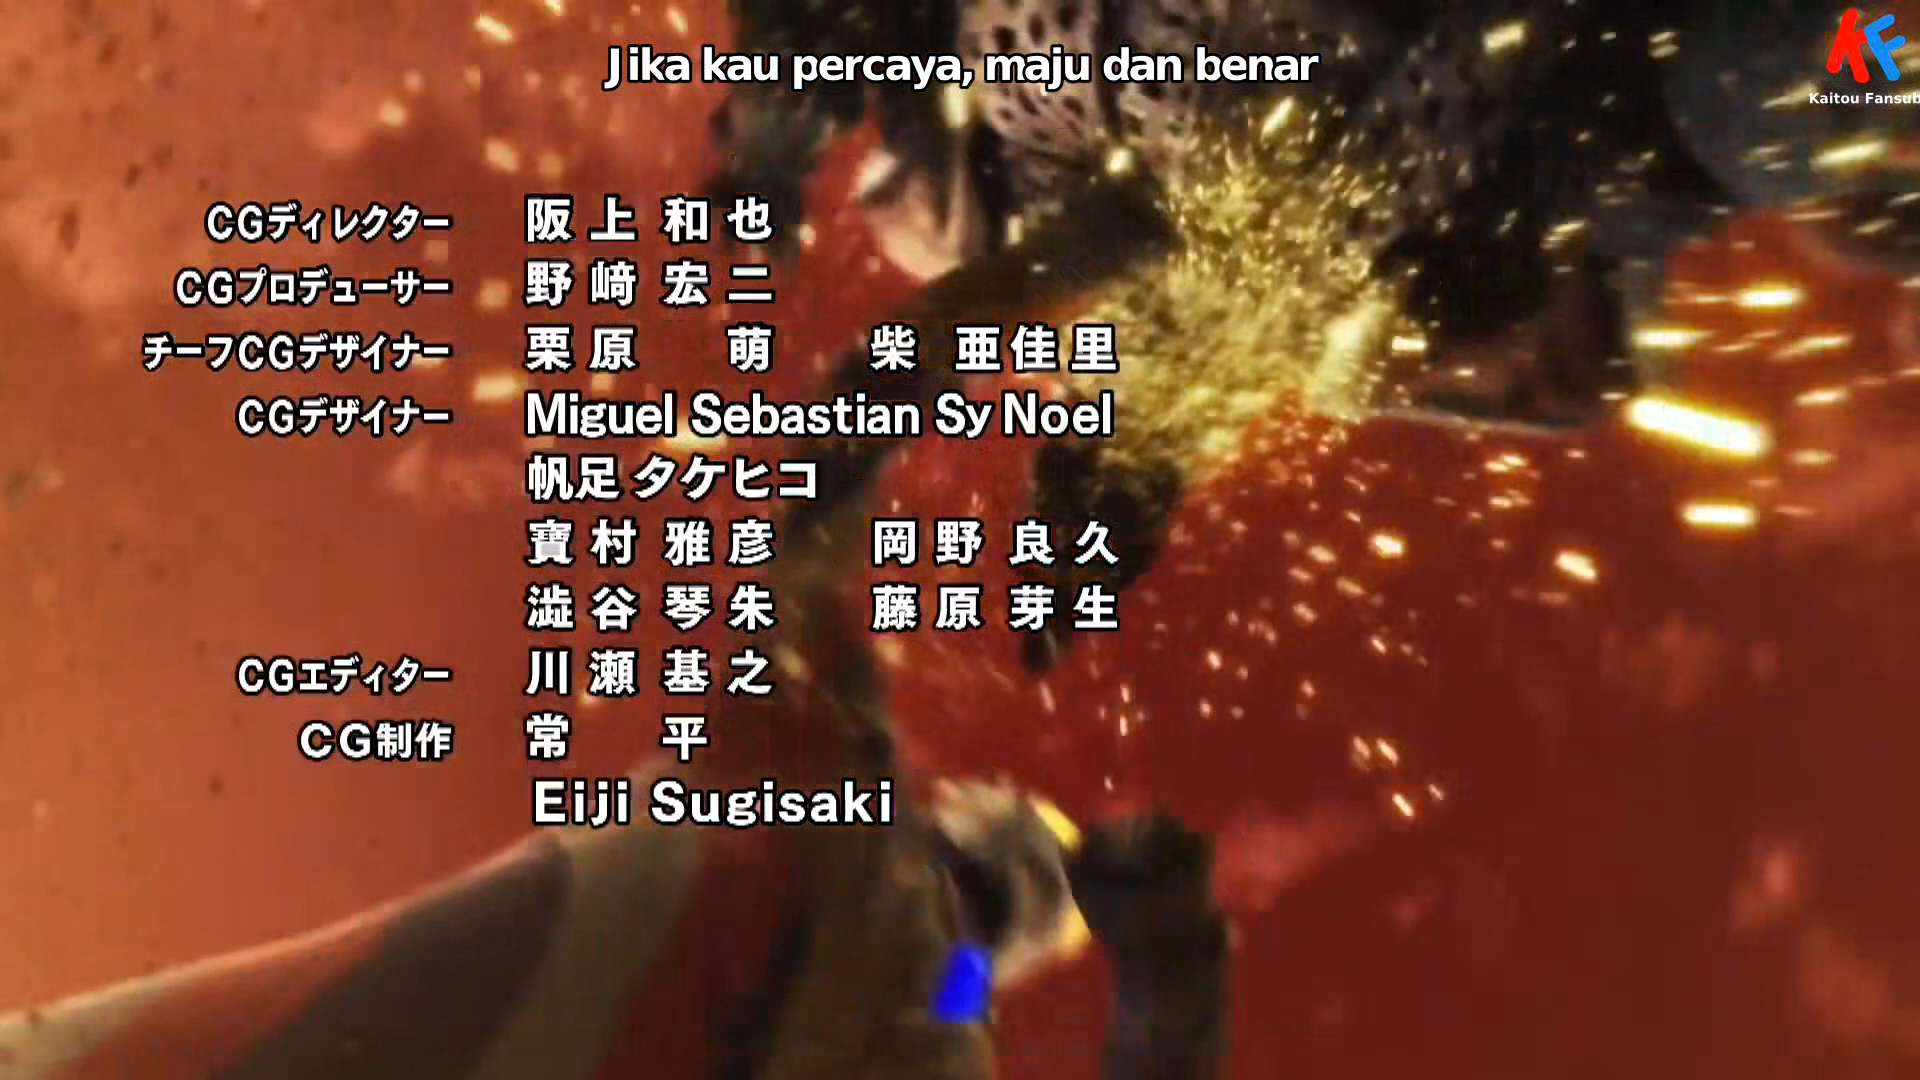 Jika kau percaya, maju dan benar
KF
Kaitou Fansub
CGディレクター 阪上和也
CGプロデューサー 野﨑宏二
チーフCGデザイナー 栗原萌 柴亜佳里
CGデザイナー Miguel Sebastian Sy Noel
帆足タケヒコ
寶村雅彦 岡野良久
澁谷琴朱 藤原芽生
CGエディター 川瀬基之
CG制作 常平
Eiji Sugisaki